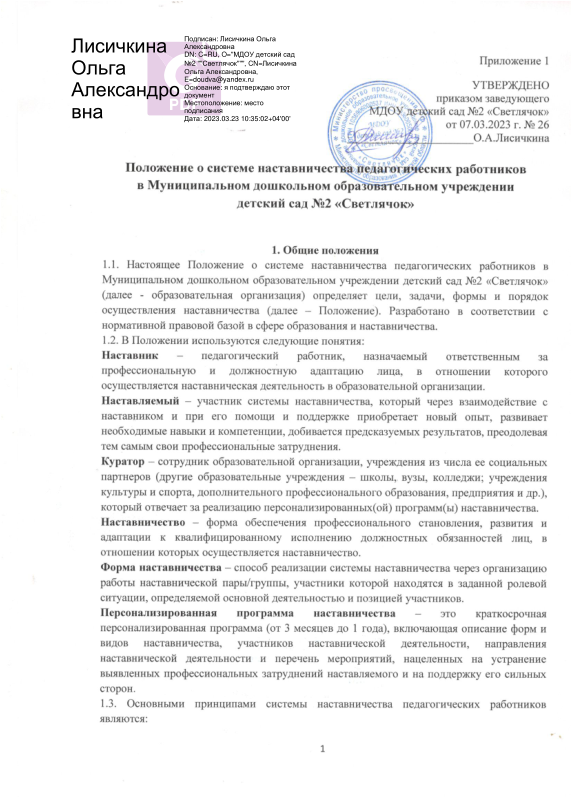 Лисичкина
Ольга
Александро
вна
Подписан: Лисичкина Ольга
Александровна
DN: C=RU, O="МДОУ детский сад
№2 ""Светлячок""", CN=Лисичкина
Ольга Александровна,
E=doudva@yandex.ru
Основание: я подтверждаю этот
документ
Местоположение: место
подписания
Дата: 2023.03.23 10:35:02+04'00'
Приложение 1
УТВЕРЖДЕНО
приказом заведующего
МДОУ детский сад №2 «Светлячок»
от 07.03.2023 г. № 26
О.А.Лисичкина
Положение о системе наставничества педагогических работников
в Муниципальном дошкольном образовательном учреждении
детский сад №2 «Светлячок»
1. Общие положения
1.1. Настоящее Положение о системе наставничества педагогических работников в
Муниципальном дошкольном образовательном учреждении детский сад №2 «Светлячок»
(далее - образовательная организация) определяет цели, задачи, формы и порядок
осуществления наставничества (далее – Положение). Разработано в соответствии с
нормативной правовой базой в сфере образования и наставничества.
1.2. В Положении используются следующие понятия:
Наставник – педагогический работник, назначаемый ответственным за
профессиональную и должностную адаптацию лица, в отношении которого
осуществляется наставническая деятельность в образовательной организации.
Наставляемый – участник системы наставничества, который через взаимодействие с
наставником и при его помощи и поддержке приобретает новый опыт, развивает
необходимые навыки и компетенции, добивается предсказуемых результатов, преодолевая
тем самым свои профессиональные затруднения.
Куратор – сотрудник образовательной организации, учреждения из числа ее социальных
партнеров (другие образовательные учреждения – школы, вузы, колледжи; учреждения
культуры и спорта, дополнительного профессионального образования, предприятия и др.),
который отвечает за реализацию персонализированных(ой) программ(ы) наставничества.
Наставничество – форма обеспечения профессионального становления, развития и
адаптации к квалифицированному исполнению должностных обязанностей лиц, в
отношении которых осуществляется наставничество.
Форма наставничества – способ реализации системы наставничества через организацию
работы наставнической пары/группы, участники которой находятся в заданной ролевой
ситуации, определяемой основной деятельностью и позицией участников.
Персонализированная программа наставничества – это краткосрочная
персонализированная программа (от 3 месяцев до 1 года), включающая описание форм и
видов наставничества, участников наставнической деятельности, направления
наставнической деятельности и перечень мероприятий, нацеленных на устранение
выявленных профессиональных затруднений наставляемого и на поддержку его сильных
сторон.
1.3. Основными принципами системы наставничества педагогических работников
являются:
1